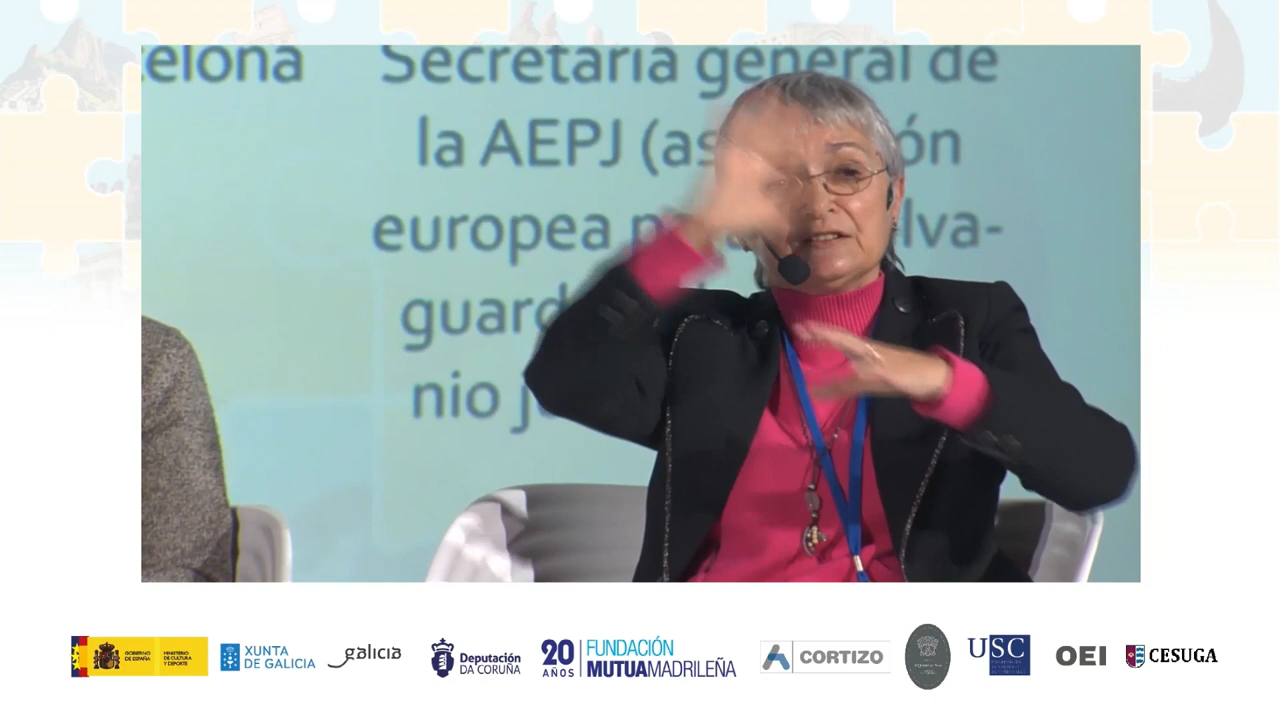 elona
Secretaria general de
la AEPJ (as ón
europea p lva-
guard
nio j
GOBIERNO
DE ESPAÑA
MINISTERIO
DE CULTURA
Y DEPORTE
XUNTA
DE GALICIA
galicia
Deputación
DA CORUÑA
20
AÑOS
FUNDACIÓN
MUTUAMADRILEÑA
CORTIZO
USC
OEI
CESUGA